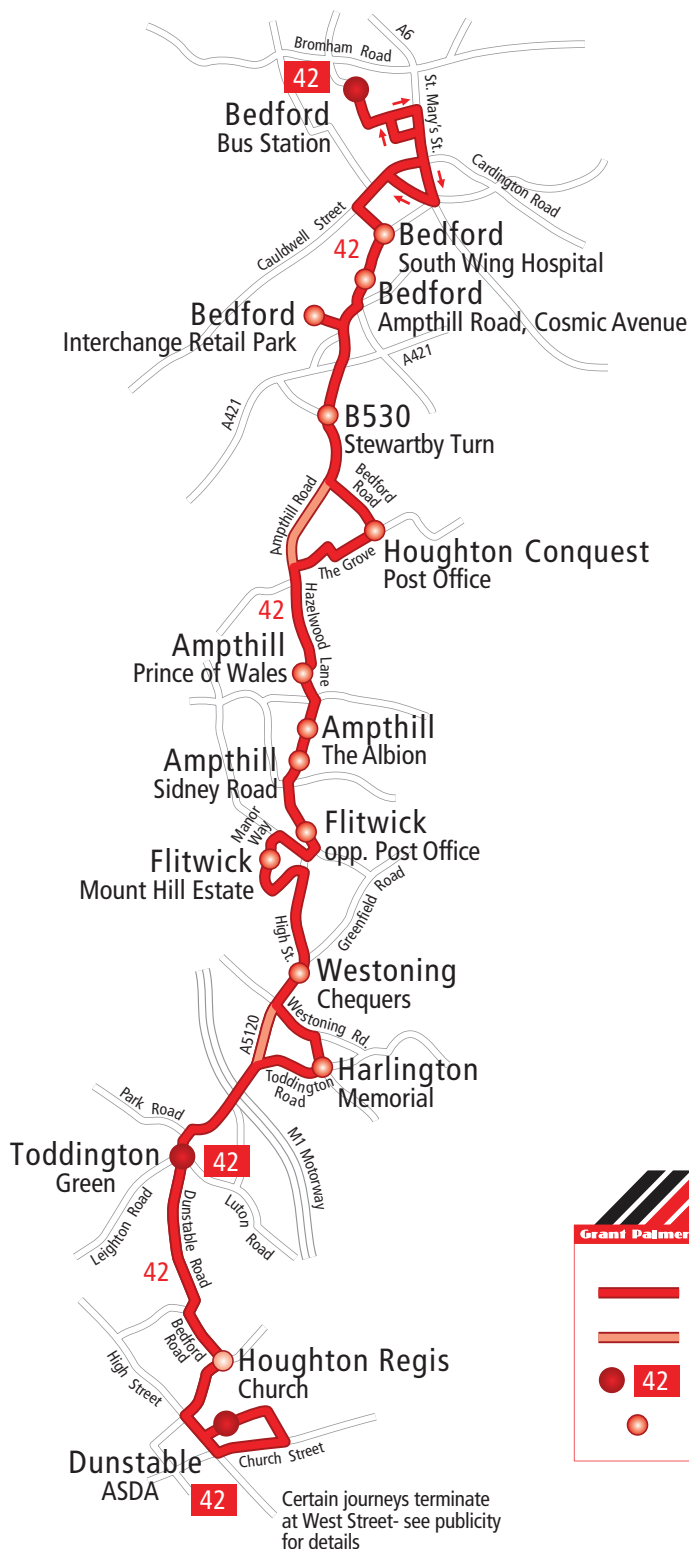 A6
Bromham Road
42
St. Mary's St.
Bedford
Bus Station
Cardington Road
Cauldwell Street
Bedford
South Wing Hospital
42
Bedford
Ampthill Road, Cosmic Avenue
Bedford
Interchange Retail Park
A421
A421
B530
Stewartby Turn
Bedford
Road
Ampthill Road
Houghton Conquest
Post Office
The Grove
42
Hazelwood Lane
Ampthill
Prince of Wales
Ampthill
The Albion
Ampthill
Sidney Road
Manor
Way
Flitwick
opp. Post Office
Flitwick
Mount Hill Estate
Greenfield Road
High St.
Westoning
Chequers
Westoning Rd.
A5120
Toddington
Road
Harlington
Memorial
Park Road
M1 Motorway
Toddington
Green
42
Leighton Road
Luton Road
Dunstable Road
42
Bedford
Road
Houghton Regis
Church
High Street
Church Street
Dunstable
ASDA
42
Certain journeys terminate
at West Street- see publicity
for details
Grant Palmer
42